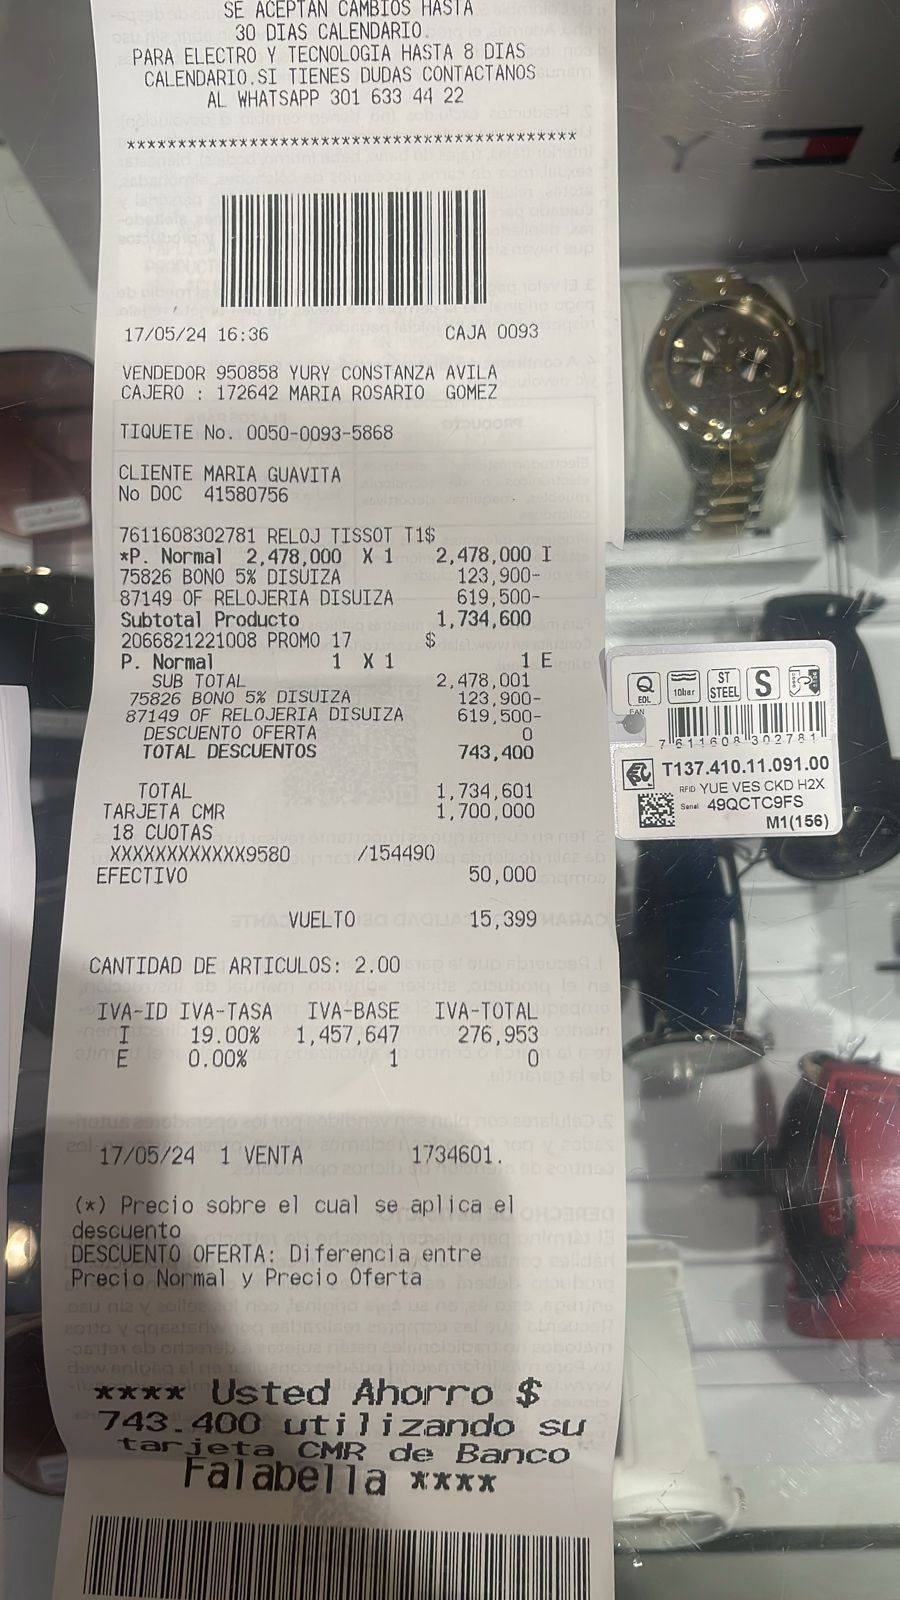 SE ACEPTAN CAMBIOS HASTA
30 DIAS CALENDARIO.
PARA ELECTRO Y TECNOLOGIA HASTA 8 DIAS
CALENDARIO.SI TIENES DUDAS CONTACTANOS
AL WHATSAPP 301 633 44 22
********************************************
17/05/24 16:36 CAJA 0093
VENDEDOR 950858 YURY CONSTANZA AVILA
CAJERO : 172642 MARIA ROSARIO GOMEZ
TIQUETE No. 0050-0093-5868
CLIENTE MARIA GUAVITA
No DOC 41580756
7611608302781 RELOJ TISSOT T1$
*P. Normal 2,478,000 X 1 2,478,000 I
75826 BONO 5% DISUIZA 123,900-
87149 OF RELOJERIA DISUIZA 619,500-
Subtotal Producto 1,734,600
2066821221008 PROMO 17 $
P. Normal 1 X 1 1 E
SUB TOTAL 2,478,001
75826 BONO 5% DISUIZA 123,900-
87149 OF RELOJERIA DISUIZA 619,500-
DESCUENTO OFERTA 0
TOTAL DESCUENTOS 743,400
TOTAL 1,734,601
TARJETA CMR 1,700,000
18 CUOTAS
XXXXXXXXXXXX9580 /154490
EFECTIVO 50,000
VUELTO 15,399
CANTIDAD DE ARTICULOS: 2.00
IVA-ID IVA-TASA IVA-BASE IVA-TOTAL
I 19.00% 1,457,647 276,953
E 0.00% 1 0
17/05/24 1 VENTA 1734601.
(*) Precio sobre el cual se aplica el
descuento
DESCUENTO OFERTA: Diferencia entre
Precio Normal y Precio Oferta
**** Usted Ahorro $
743.400 utilizando su
tarjeta CMR de Banco
Falabella ****
Y
Q
EOL
10bar
ST
STEEL
S
EAN
7 611608 302781
T137.410.11.091.00
RFID YUE VES CKD H2X
Serial 49QCTC9FS
M1(156)